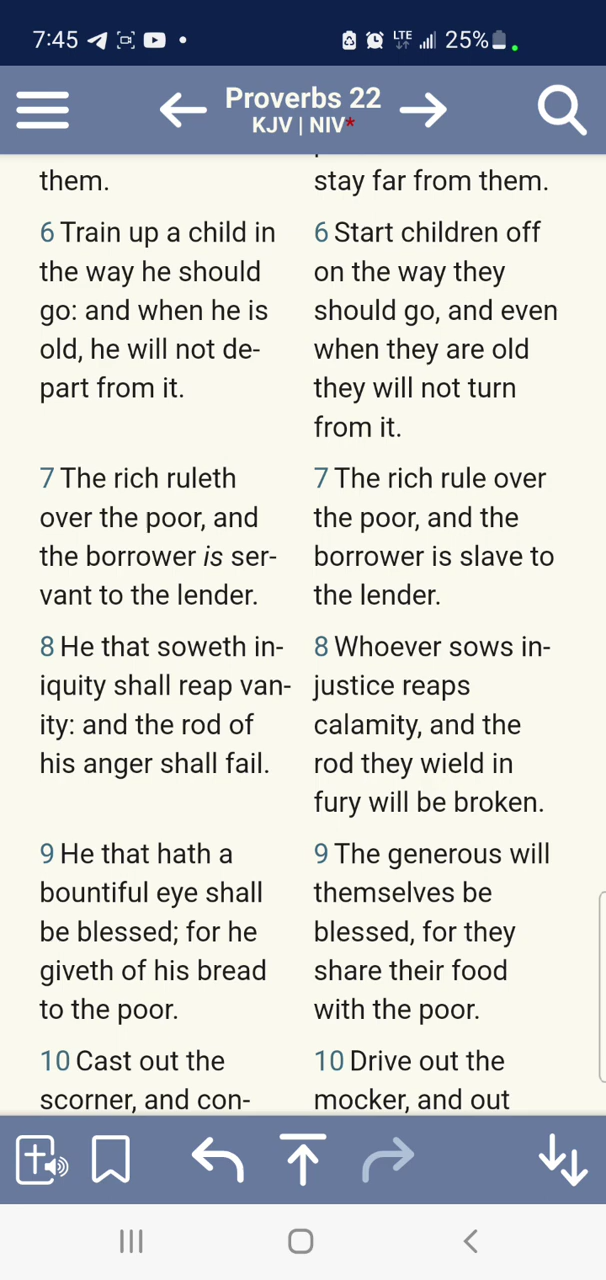 7:45
LTE
25%
Proverbs 22
KJV | NIV*
them.
6 Train up a child in
the way he should
go: and when he is
old, he will not de-
part from it.
7 The rich ruleth
over the poor, and
the borrower is ser-
vant to the lender.
8 He that soweth in-
iquity shall reap van-
ity: and the rod of
his anger shall fail.
9 He that hath a
bountiful eye shall
be blessed; for he
giveth of his bread
to the poor.
10 Cast out the
scorner, and con-
stay far from them.
6 Start children off
on the way they
should go, and even
when they are old
they will not turn
from it.
7 The rich rule over
the poor, and the
borrower is slave to
the lender.
8 Whoever sows in-
justice reaps
calamity, and the
rod they wield in
fury will be broken.
9 The generous will
themselves be
blessed, for they
share their food
with the poor.
10 Drive out the
mocker, and out